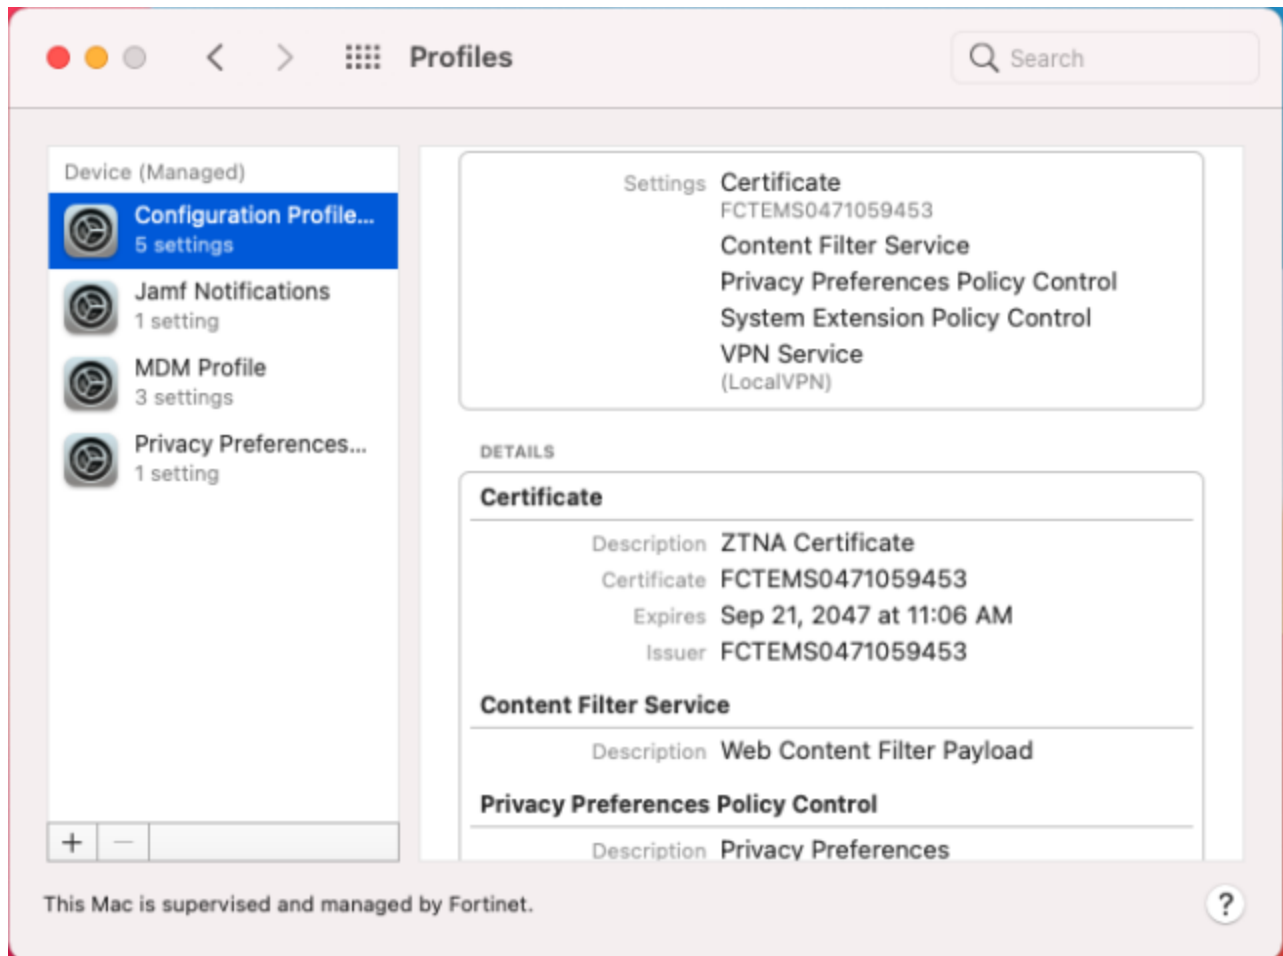 Profiles
Search
Device (Managed)
Configuration Profile...
5 settings
Jamf Notifications
1 setting
MDM Profile
3 settings
Privacy Preferences...
1 setting
Settings Certificate
FCTEMS0471059453
Content Filter Service
Privacy Preferences Policy Control
System Extension Policy Control
VPN Service
(LocalVPN)
DETAILS
Certificate
Description ZTNA Certificate
Certificate FCTEMS0471059453
Expires Sep 21, 2047 at 11:06 AM
Issuer FCTEMS0471059453
Content Filter Service
Description Web Content Filter Payload
Privacy Preferences Policy Control
Description Privacy Preferences
This Mac is supervised and managed by Fortinet.
?